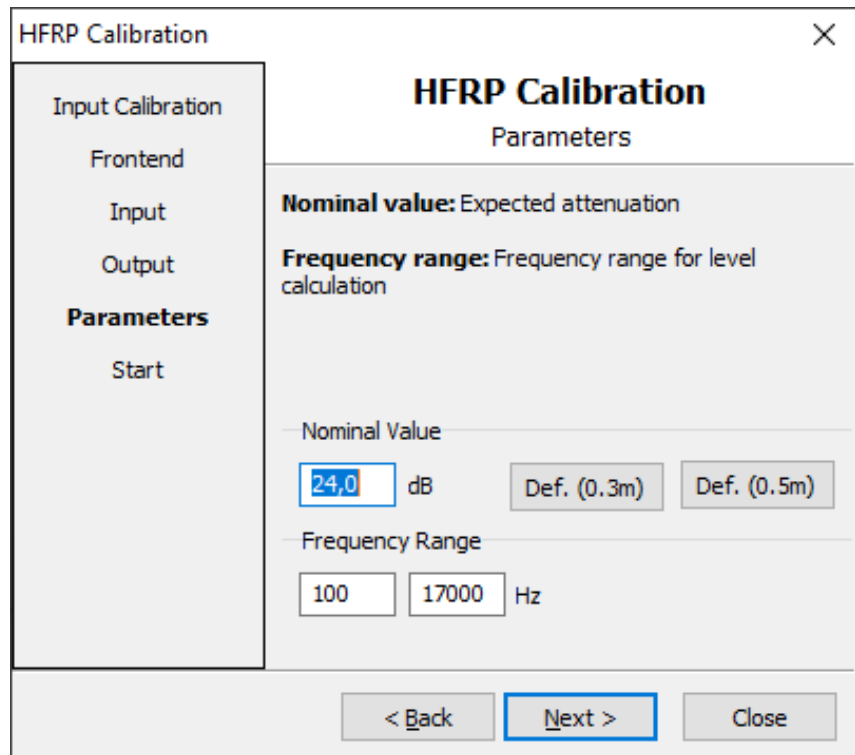 HFRP Calibration
Input Calibration
Frontend
Input
Output
Parameters
Start
HFRP Calibration
Parameters
Nominal value: Expected attenuation
Frequency range: Frequency range for level
calculation
Nominal Value
24,0 dB Def. (0.3m) Def. (0.5m)
Frequency Range
100 17000 Hz
< Back Next > Close